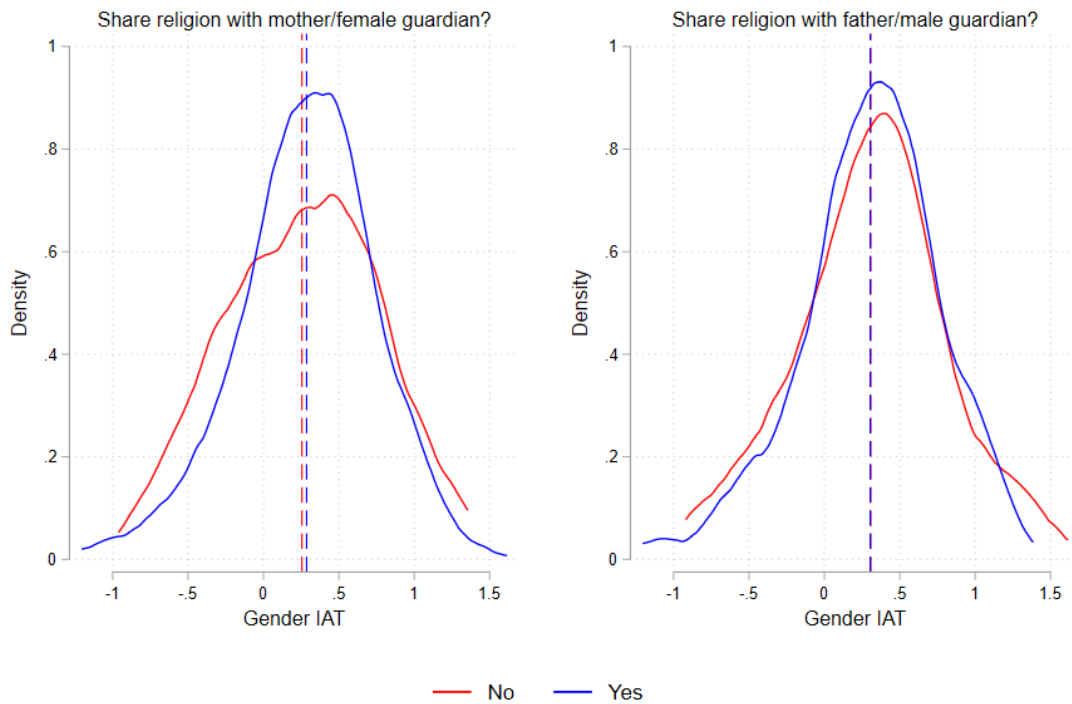 Share religion with mother/female guardian?
1
.8
.6
.4
.2
0
Density
-1 -.5 0 .5 1 1.5
Gender IAT
Share religion with father/male guardian?
1
.8
.6
.4
.2
0
Density
-1 -.5 0 .5 1 1.5
Gender IAT
No Yes